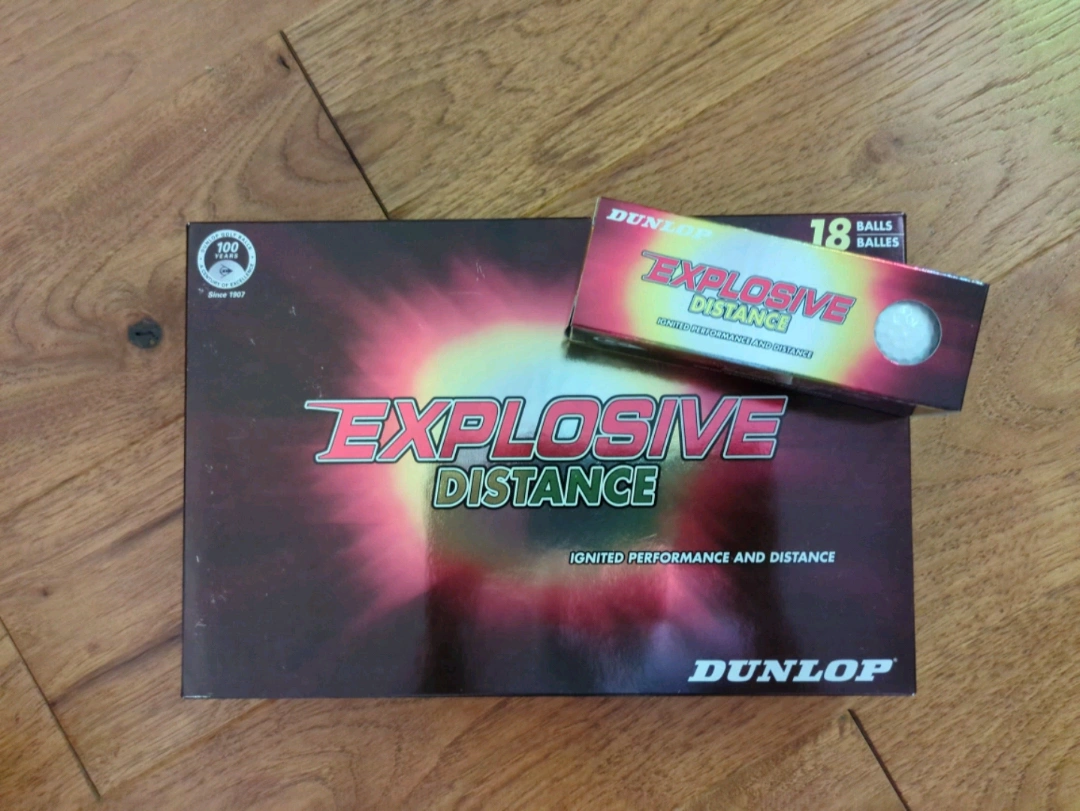 100
YEARS
Since 1907
DUNLOP
18 BALLS
BALLES
EXPLOSIVE
DISTANCE
IGNITED PERFORMANCE AND DISTANCE
EXPLOSIVE
DISTANCE
IGNITED PERFORMANCE AND DISTANCE
DUNLOP